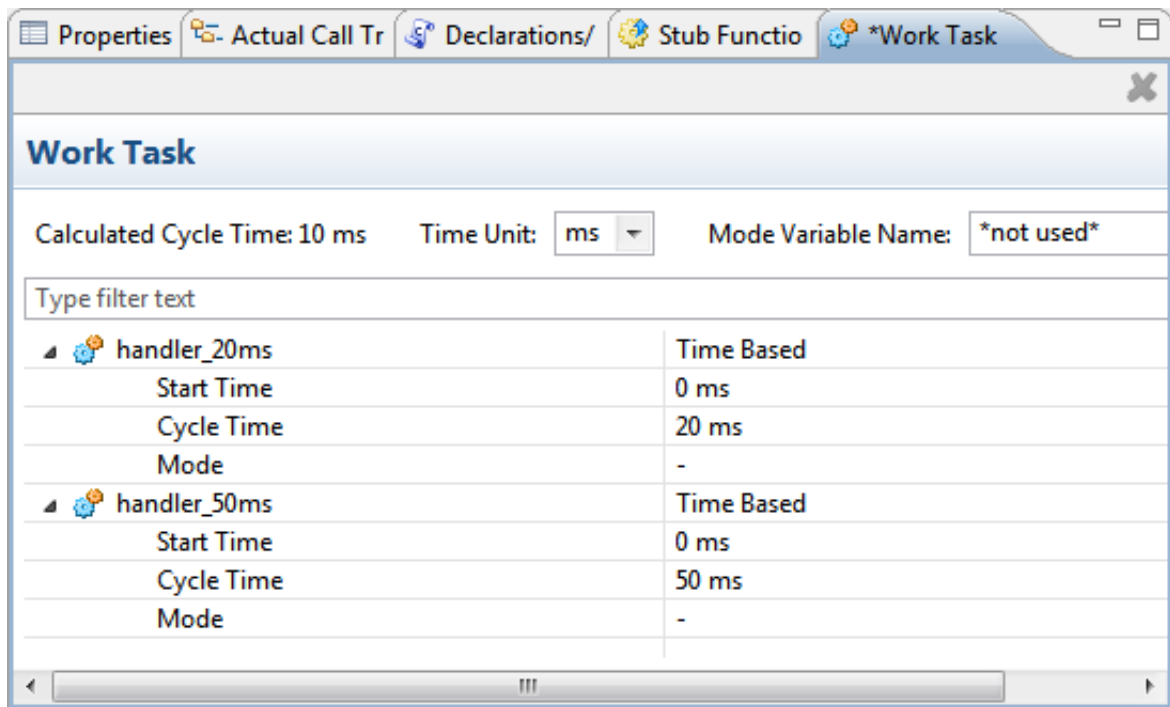 Properties Actual Call Tr Declarations/ Stub Functio *Work Task
Work Task
Calculated Cycle Time: 10 ms Time Unit: ms Mode Variable Name: *not used*
Type filter text
handler_20ms Time Based
Start Time 0 ms
Cycle Time 20 ms
Mode -
handler_50ms Time Based
Start Time 0 ms
Cycle Time 50 ms
Mode -